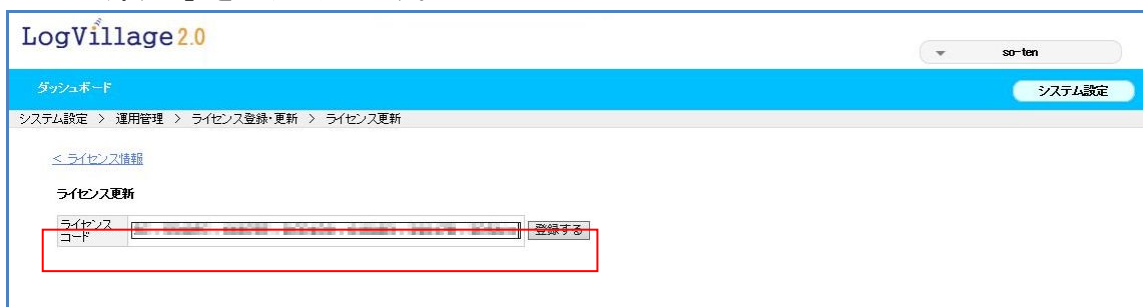 LogVillage 2.0
so-ten
ダッシュボード
システム設定
システム設定 > 運用管理 > ライセンス登録・更新 > ライセンス更新
< ライセンス情報
ライセンス更新
ライセンス
コード
登録する